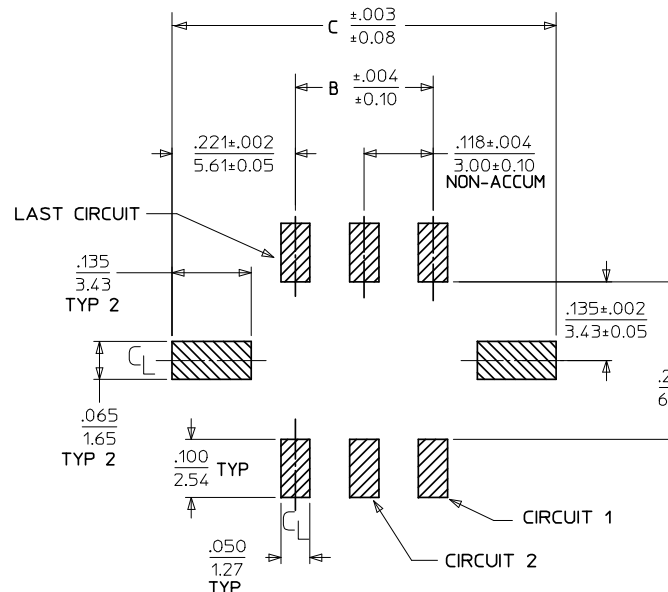 C ±.003
±0.08
B ±.004
±0.10
.221±.002
5.61±0.05
.118±.004
3.00±0.10
NON-ACCUM
LAST CIRCUIT
.135
3.43
TYP 2
.135±.002
3.43±0.05
CL
.2
6
.065
1.65
TYP 2
.100
2.54
TYP
CIRCUIT 1
CL
.050
1.27
TYP
CIRCUIT 2